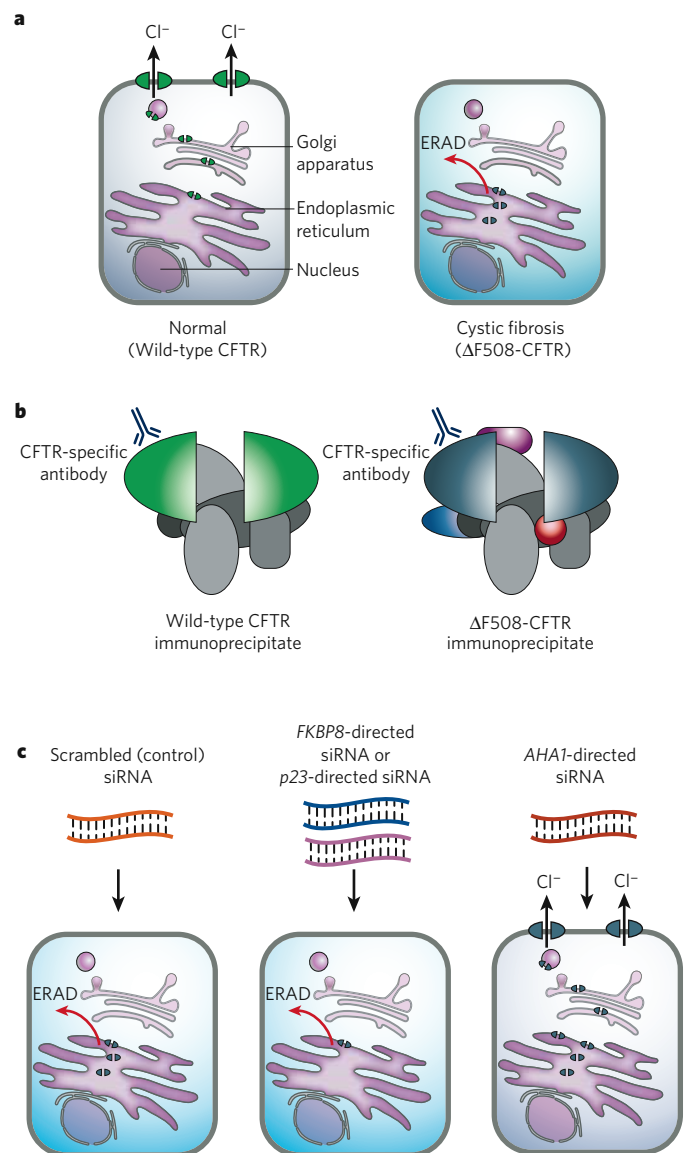 a
Cl⁻
Cl⁻
Golgi
apparatus
Endoplasmic
reticulum
Nucleus
Normal
(Wild-type CFTR)
ERAD
Cystic fibrosis
(ΔF508-CFTR)
b
CFTR-specific
antibody
Wild-type CFTR
immunoprecipitate
CFTR-specific
antibody
ΔF508-CFTR
immunoprecipitate
c
Scrambled (control)
siRNA
ERAD
FKBP8-directed
siRNA or
p23-directed siRNA
ERAD
AHA1-directed
siRNA
Cl⁻
Cl⁻